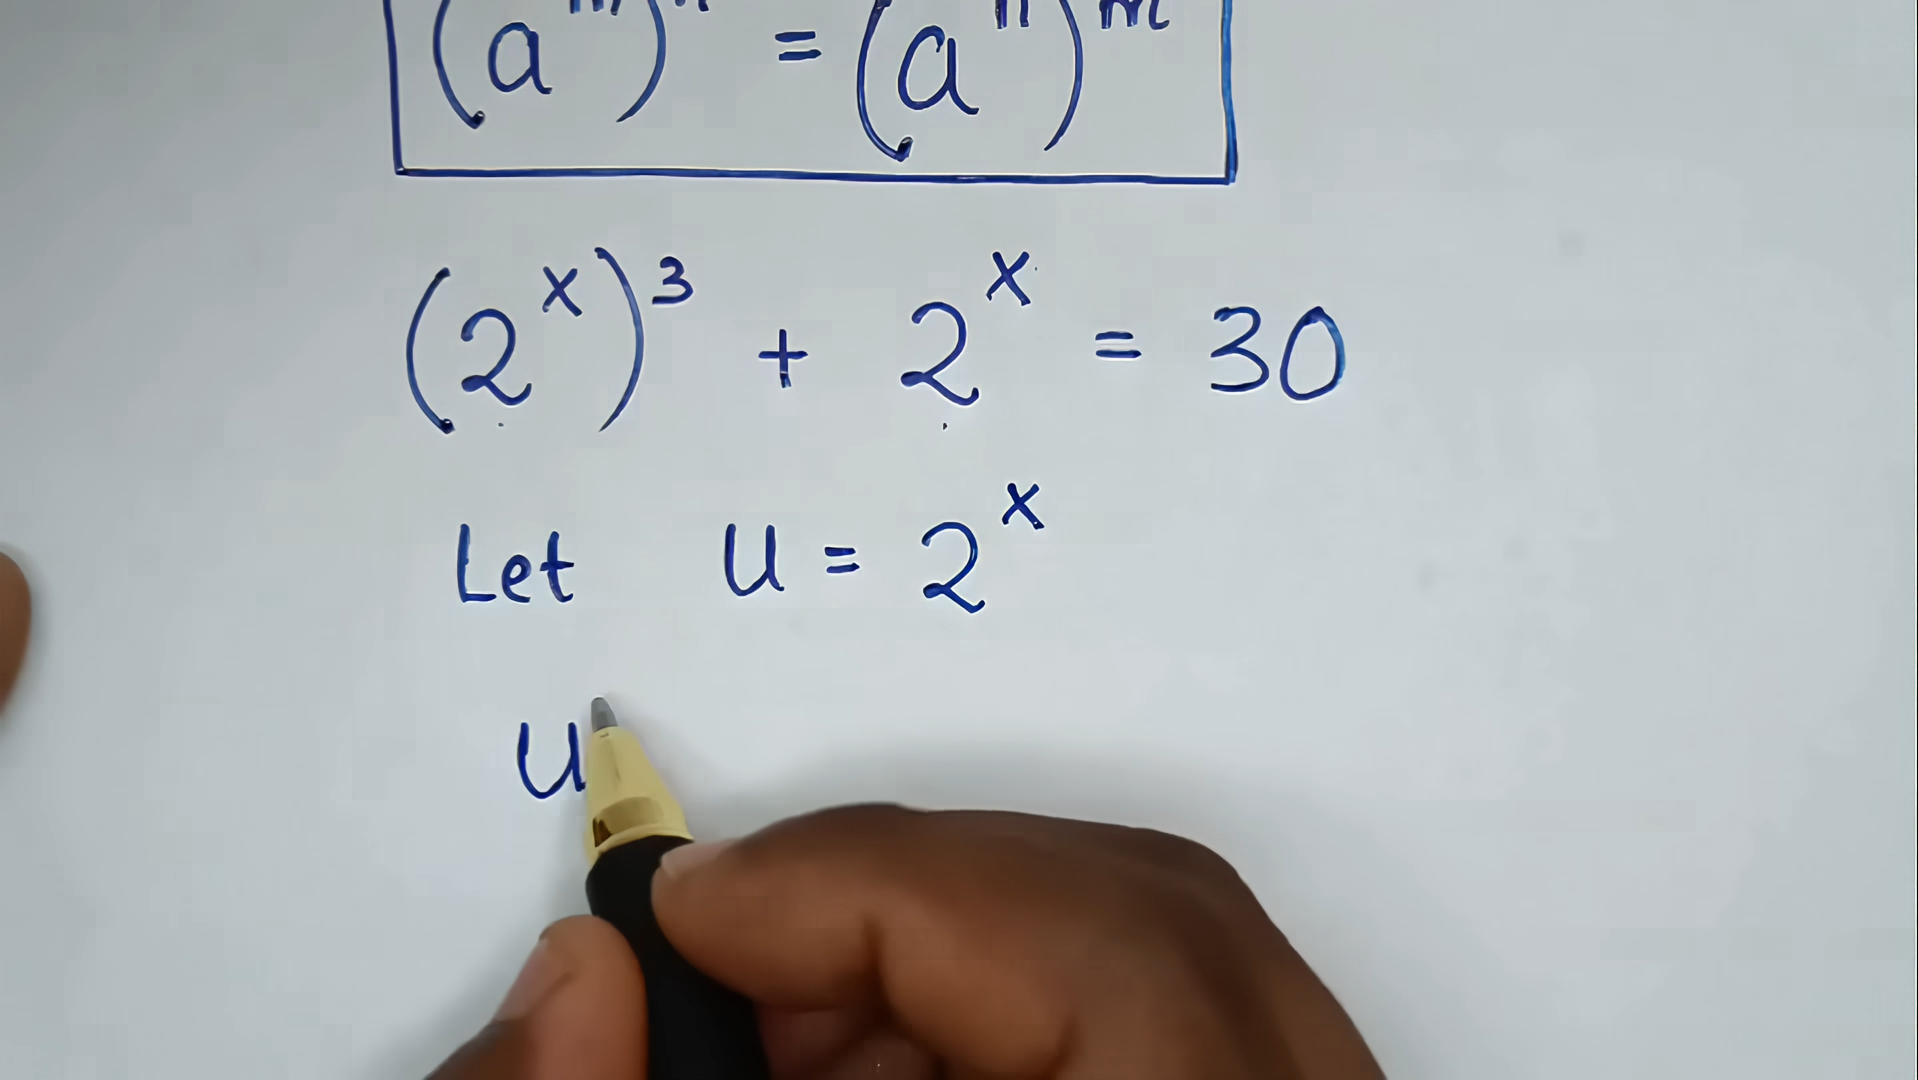 (a^m)^n = (a^n)^m
(2^x)^3 + 2^x = 30
Let u = 2^x
u